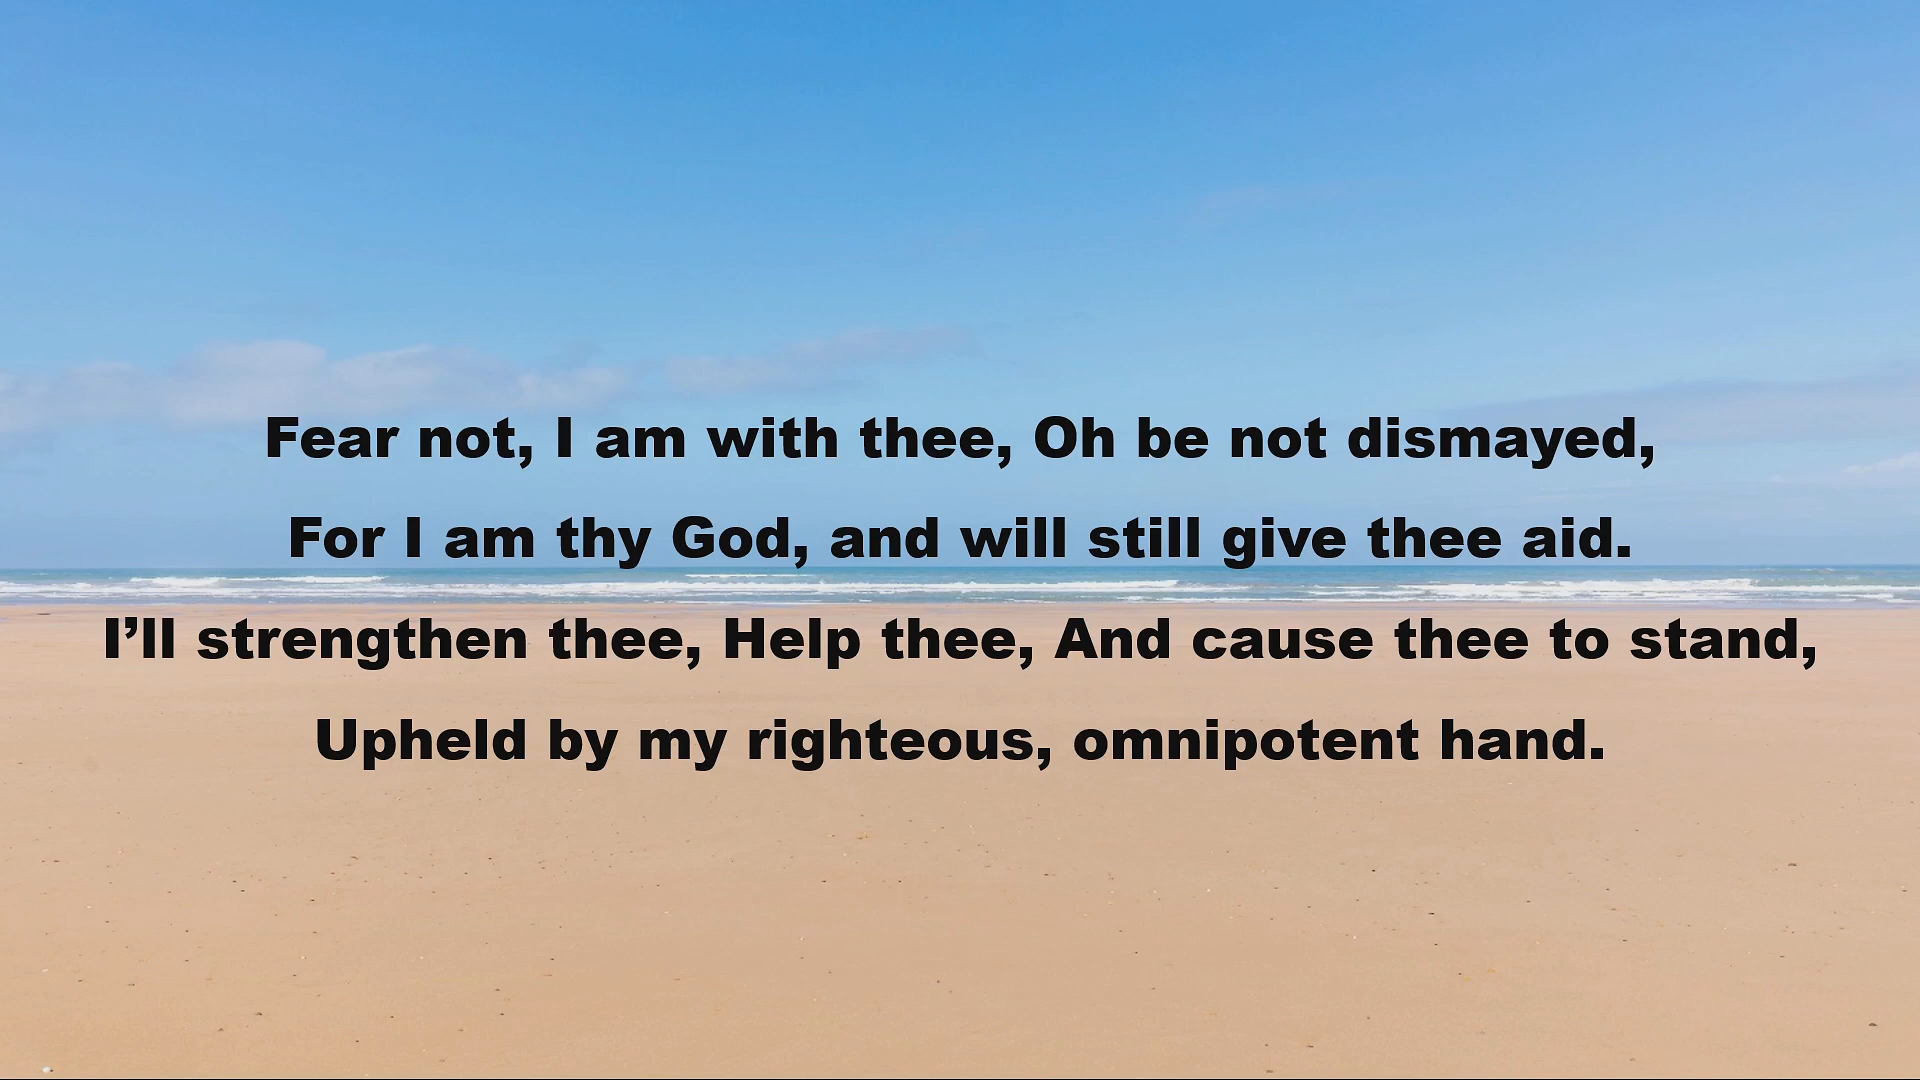 Fear not, I am with thee, Oh be not dismayed,
For I am thy God, and will still give thee aid.
I’ll strengthen thee, Help thee, And cause thee to stand,
Upheld by my righteous, omnipotent hand.